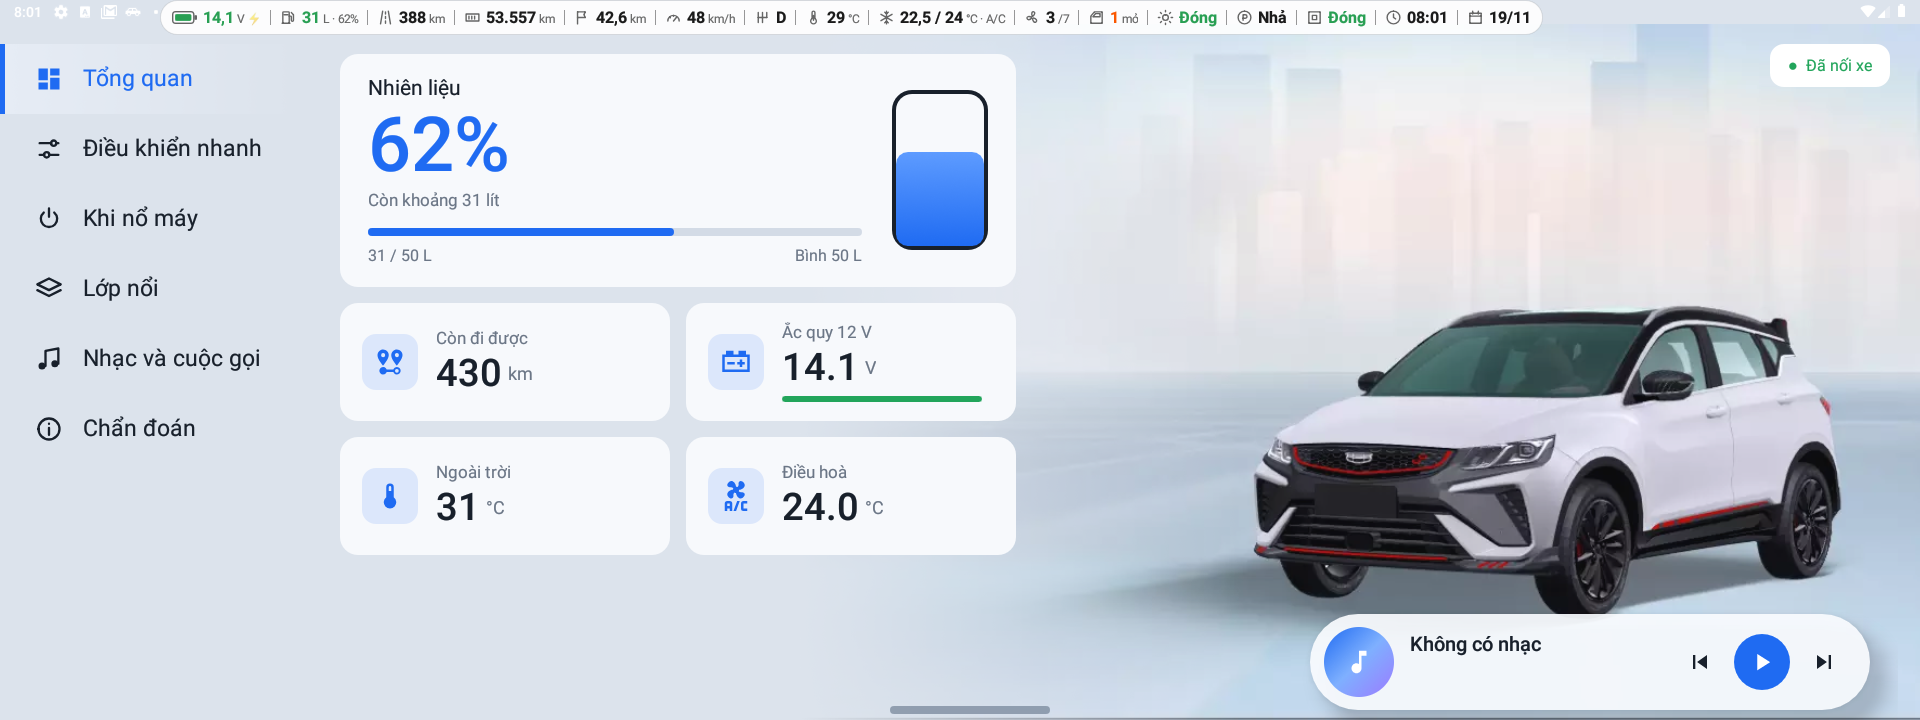 8:01
14,1 V
31 L · 62%
388 km
53.557 km
42,6 km
48 km/h
D
29 °C
22,5 / 24 °C · A/C
3 /7
1 mở
Đóng
Nhả
Đóng
08:01
19/11
Tổng quan
Điều khiển nhanh
Khi nổ máy
Lớp nổi
Nhạc và cuộc gọi
Chẩn đoán
Nhiên liệu
62%
Còn khoảng 31 lít
31 / 50 L
Bình 50 L
Còn đi được
430 km
Ắc quy 12 V
14.1 V
Ngoài trời
31 °C
Điều hoà
A/C
24.0 °C
Đã nối xe
Không có nhạc